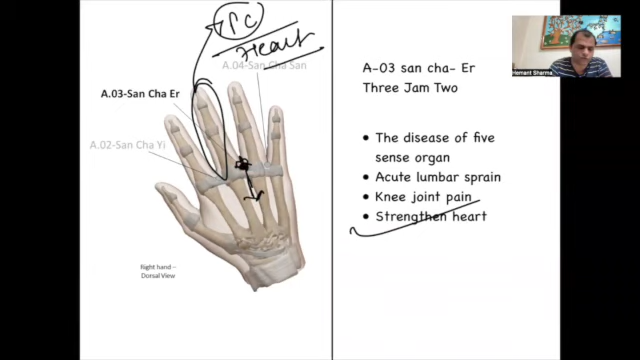 PC
Heart
A.04-San Cha San
A.03-San Cha Er
A.02-San Cha Yi
Right hand –
Dorsal View
A-03 san cha- Er
Three Jam Two
• The disease of five
sense organ
• Acute lumbar sprain
• Knee joint pain
• Strengthen heart
Hemant Sharma